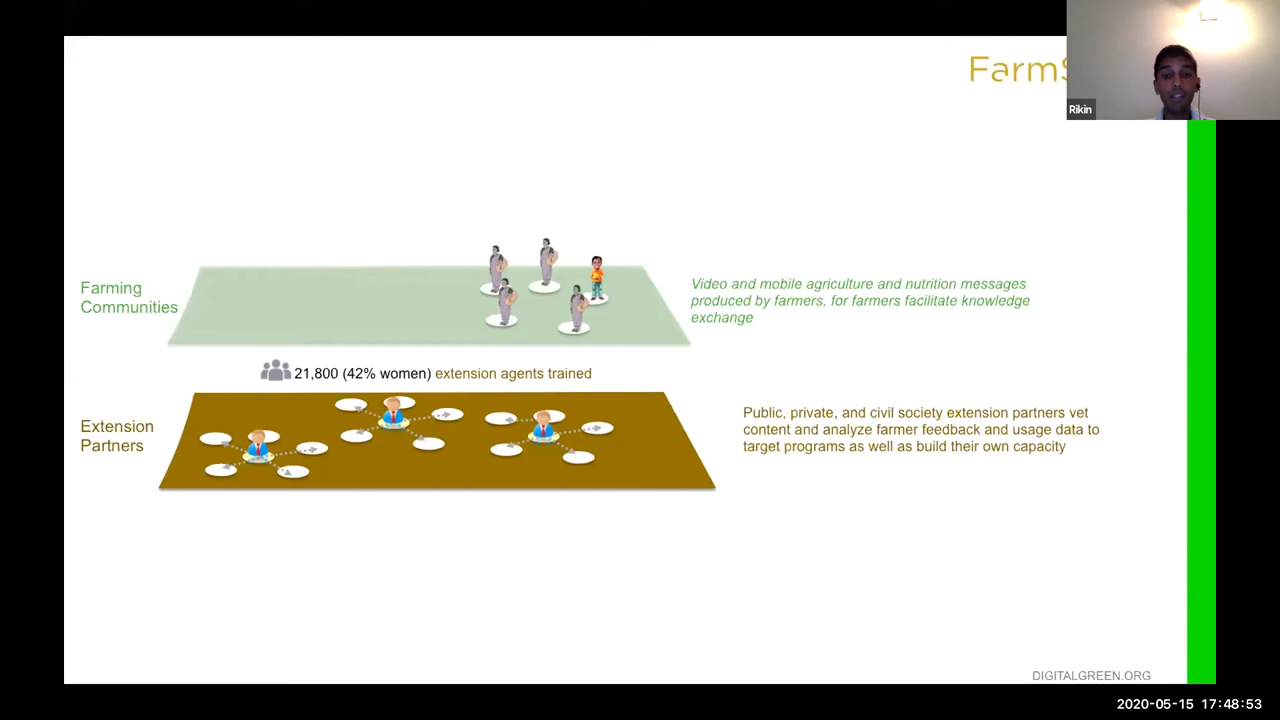 FarmS
Rikin
Farming
Communities
Video and mobile agriculture and nutrition messages
produced by farmers, for farmers facilitate knowledge
exchange
21,800 (42% women) extension agents trained
Extension
Partners
Public, private, and civil society extension partners vet
content and analyze farmer feedback and usage data to
target programs as well as build their own capacity
DIGITALGREEN.ORG
2020-05-15 17:48:53